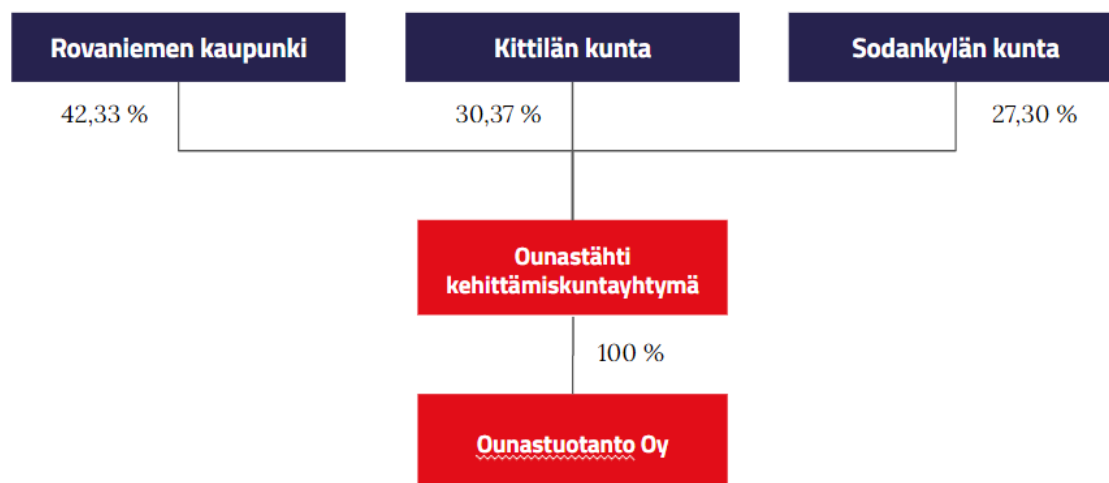 Rovaniemen kaupunki
Kittilän kunta
Sodankylän kunta
42,33 %
30,37 %
27,30 %
Ounastähti
kehittämiskuntayhtymä
100 %
Ounastuotanto Oy